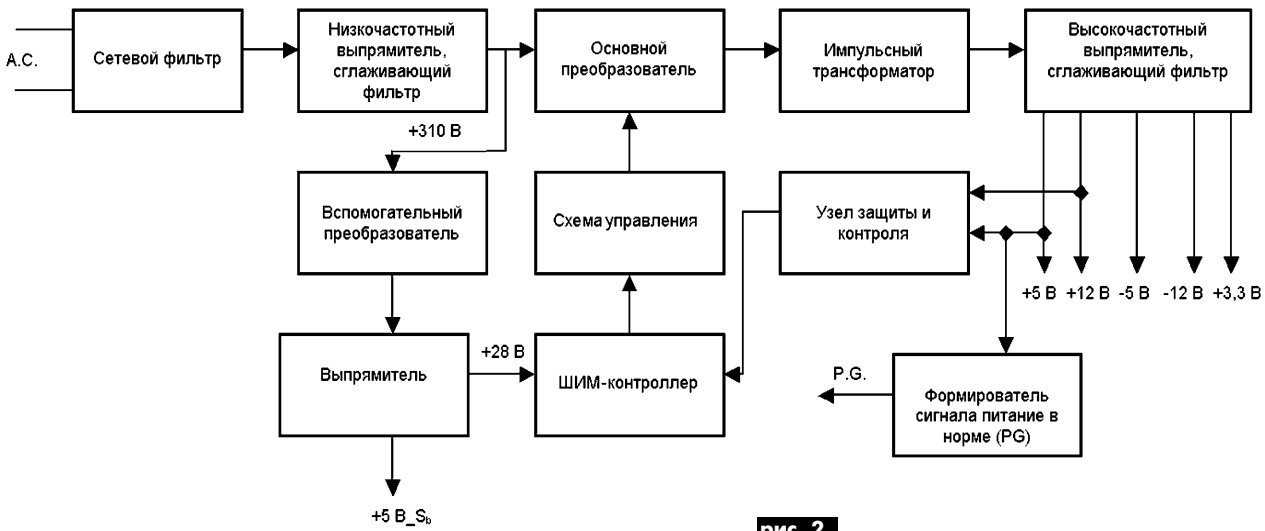 A.C.
Сетевой фильтр
Низкочастотный
выпрямитель,
сглаживающий
фильтр
Основной
преобразователь
Импульсный
трансформатор
Высокочастотный
выпрямитель,
сглаживающий фильтр
+310 В
Вспомогательный
преобразователь
Схема управления
Узел защиты и
контроля
+5 В
+12 В
-5 В
-12 В
+3,3 В
Выпрямитель
+28 В
ШИМ-контроллер
P.G.
Формирователь
сигнала питание в
норме (PG)
+5 В_Sb
рис. 2